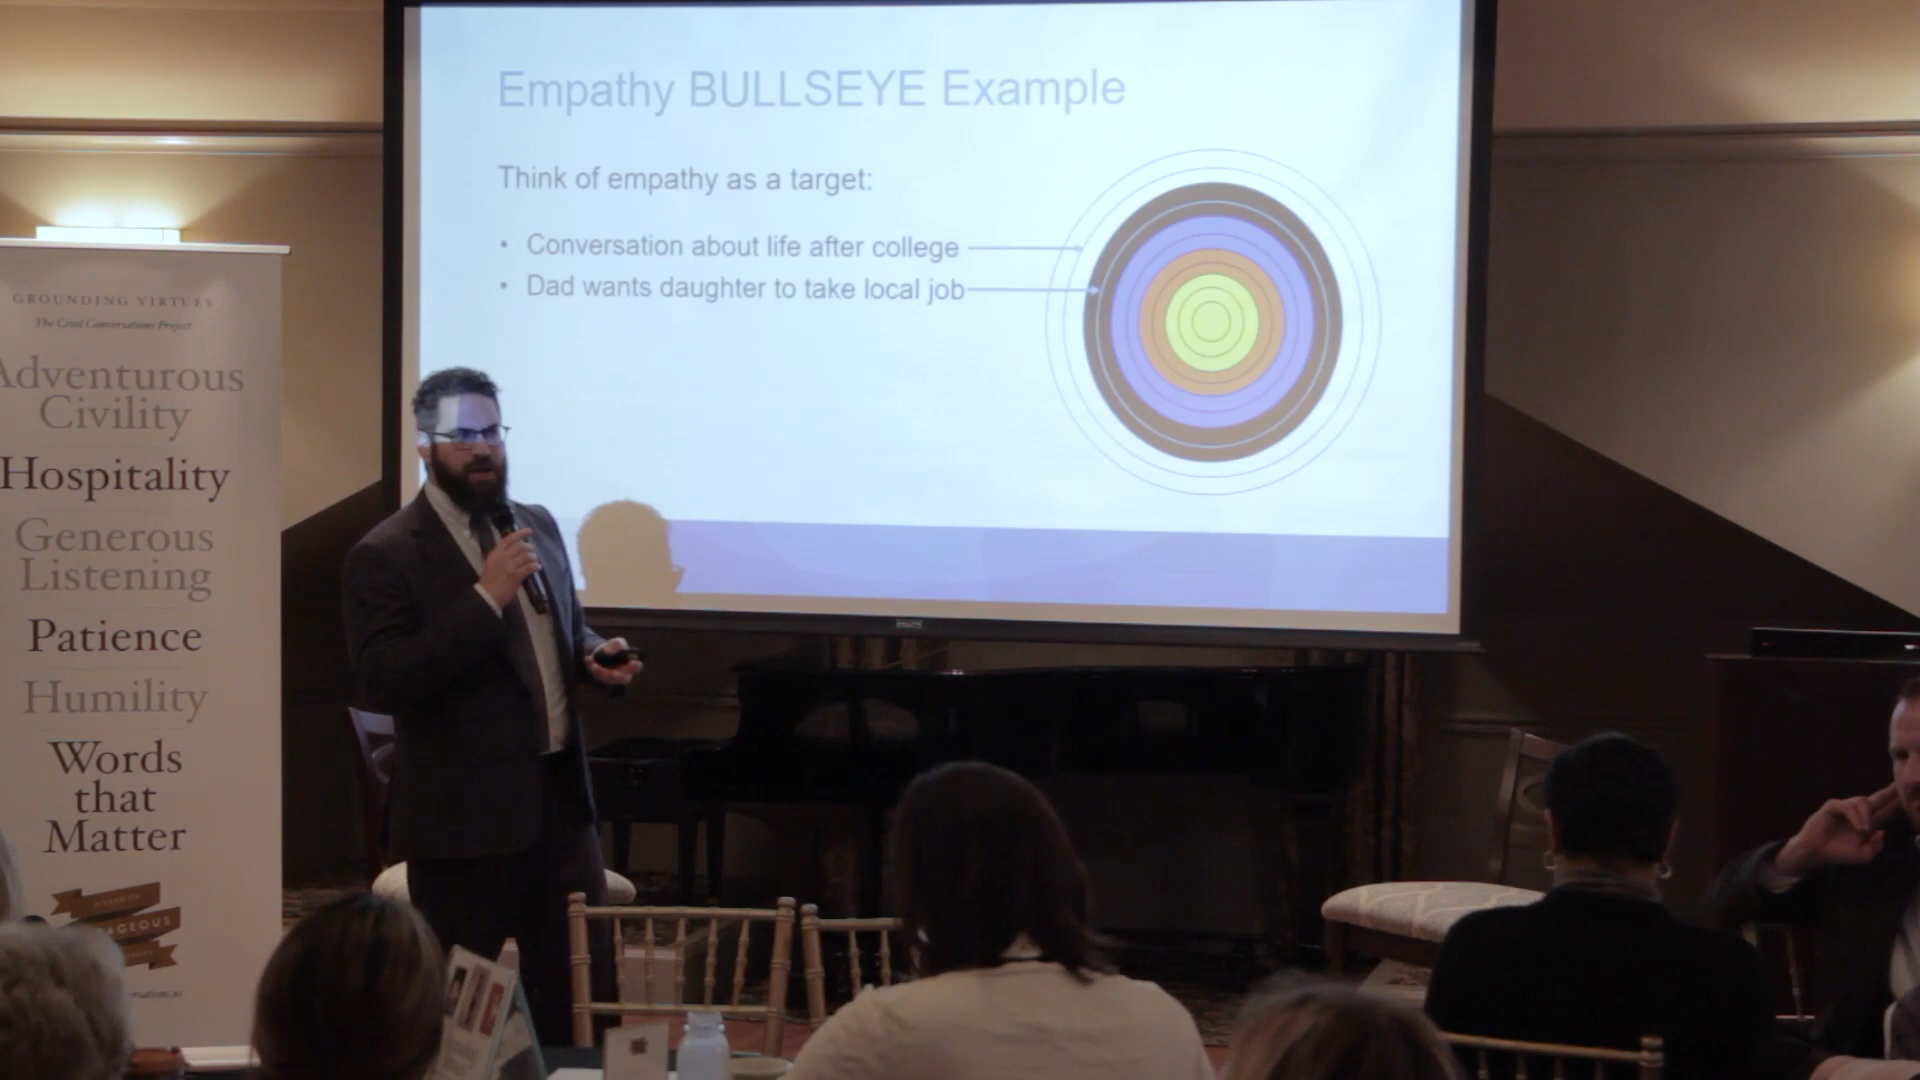 Empathy BULLSEYE Example
Think of empathy as a target:
• Conversation about life after college
• Dad wants daughter to take local job
GROUNDING VIRTUES
The Civil Conversations Project
Adventurous
Civility
Hospitality
Generous
Listening
Patience
Humility
Words
that
Matter